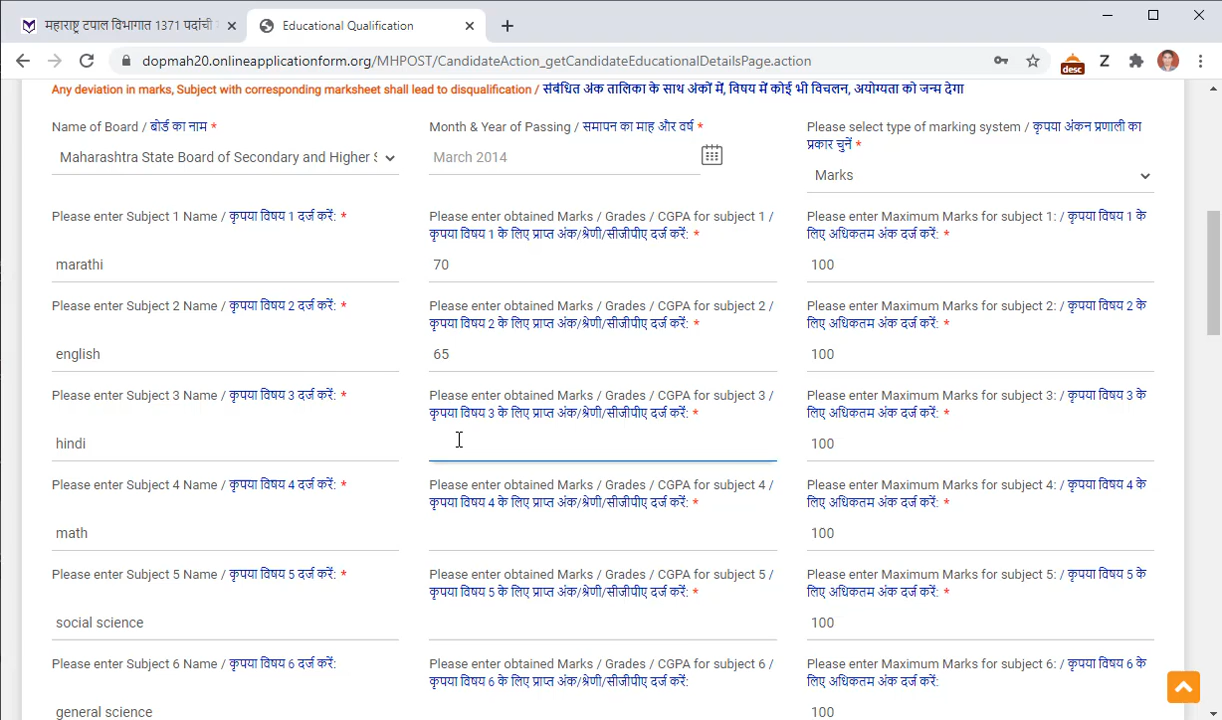 महाराष्ट्र टपाल विभागात 1371 पदांची
Educational Qualification
dopmah20.onlineapplicationform.org/MHPOST/CandidateAction_getCandidateEducationalDetailsPage.action
desc
Z
Any deviation in marks, Subject with corresponding marksheet shall lead to disqualification / संबंधित अंक तालिका के साथ अंकों में, विषय में कोई भी विचलन, अयोग्यता को जन्म देगा
Name of Board / बोर्ड का नाम *
Month & Year of Passing / समापन का माह और वर्ष *
Please select type of marking system / कृपया अंकन प्रणाली का
प्रकार चुनें *
Maharashtra State Board of Secondary and Higher S
March 2014
Marks
Please enter Subject 1 Name / कृपया विषय 1 दर्ज करें: *
Please enter obtained Marks / Grades / CGPA for subject 1 /
कृपया विषय 1 के लिए प्राप्त अंक/श्रेणी/सीजीपीए दर्ज करें: *
Please enter Maximum Marks for subject 1: / कृपया विषय 1 के
लिए अधिकतम अंक दर्ज करें: *
marathi
70
100
Please enter Subject 2 Name / कृपया विषय 2 दर्ज करें: *
Please enter obtained Marks / Grades / CGPA for subject 2 /
कृपया विषय 2 के लिए प्राप्त अंक/श्रेणी/सीजीपीए दर्ज करें: *
Please enter Maximum Marks for subject 2: / कृपया विषय 2 के
लिए अधिकतम अंक दर्ज करें: *
english
65
100
Please enter Subject 3 Name / कृपया विषय 3 दर्ज करें: *
Please enter obtained Marks / Grades / CGPA for subject 3 /
कृपया विषय 3 के लिए प्राप्त अंक/श्रेणी/सीजीपीए दर्ज करें: *
Please enter Maximum Marks for subject 3: / कृपया विषय 3 के
लिए अधिकतम अंक दर्ज करें: *
hindi
100
Please enter Subject 4 Name / कृपया विषय 4 दर्ज करें: *
Please enter obtained Marks / Grades / CGPA for subject 4 /
कृपया विषय 4 के लिए प्राप्त अंक/श्रेणी/सीजीपीए दर्ज करें: *
Please enter Maximum Marks for subject 4: / कृपया विषय 4 के
लिए अधिकतम अंक दर्ज करें: *
math
100
Please enter Subject 5 Name / कृपया विषय 5 दर्ज करें: *
Please enter obtained Marks / Grades / CGPA for subject 5 /
कृपया विषय 5 के लिए प्राप्त अंक/श्रेणी/सीजीपीए दर्ज करें: *
Please enter Maximum Marks for subject 5: / कृपया विषय 5 के
लिए अधिकतम अंक दर्ज करें: *
social science
100
Please enter Subject 6 Name / कृपया विषय 6 दर्ज करें:
Please enter obtained Marks / Grades / CGPA for subject 6 /
कृपया विषय 6 के लिए प्राप्त अंक/श्रेणी/सीजीपीए दर्ज करें:
Please enter Maximum Marks for subject 6: / कृपया विषय 6 के
लिए अधिकतम अंक दर्ज करें:
general science
100